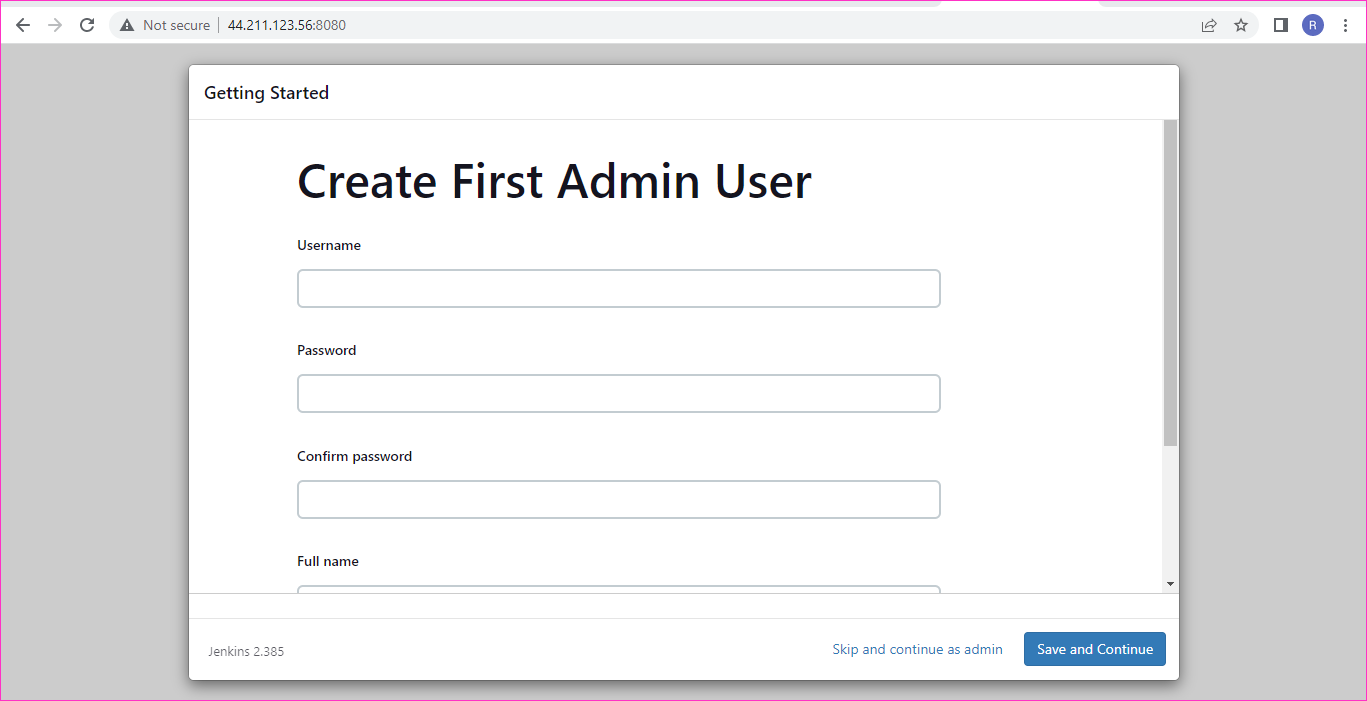 Not secure | 44.211.123.56:8080
R
Getting Started
Create First Admin User
Username
Password
Confirm password
Full name
Jenkins 2.385
Skip and continue as admin
Save and Continue